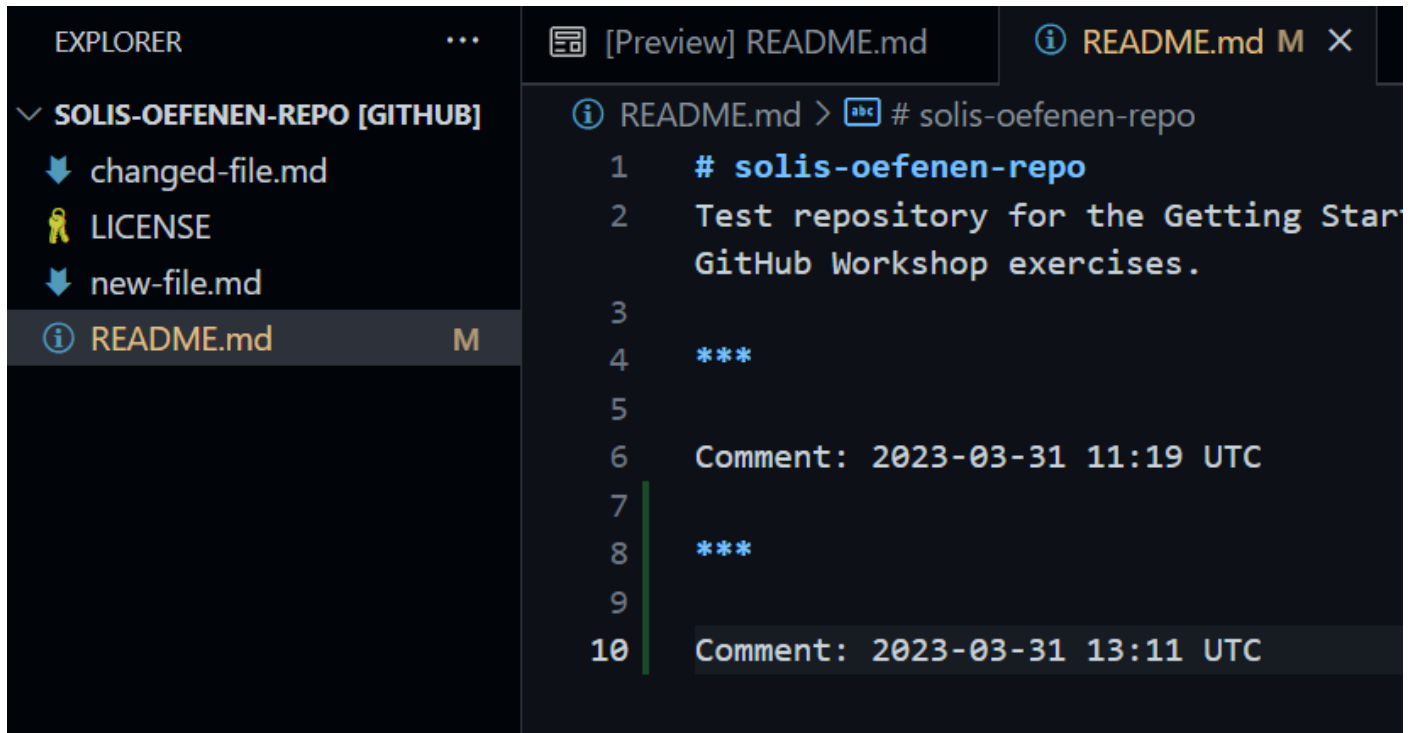 EXPLORER ···
SOLIS-OEFENEN-REPO [GITHUB]
changed-file.md
LICENSE
new-file.md
README.md M
[Preview] README.md
README.md M ×
README.md > abc # solis-oefenen-repo
1 # solis-oefenen-repo
2 Test repository for the Getting
GitHub Workshop exercises.
3
4 ***
5
6 Comment: 2023-03-31 11:19 UTC
7
8 ***
9
10 Comment: 2023-03-31 13:11 UTC